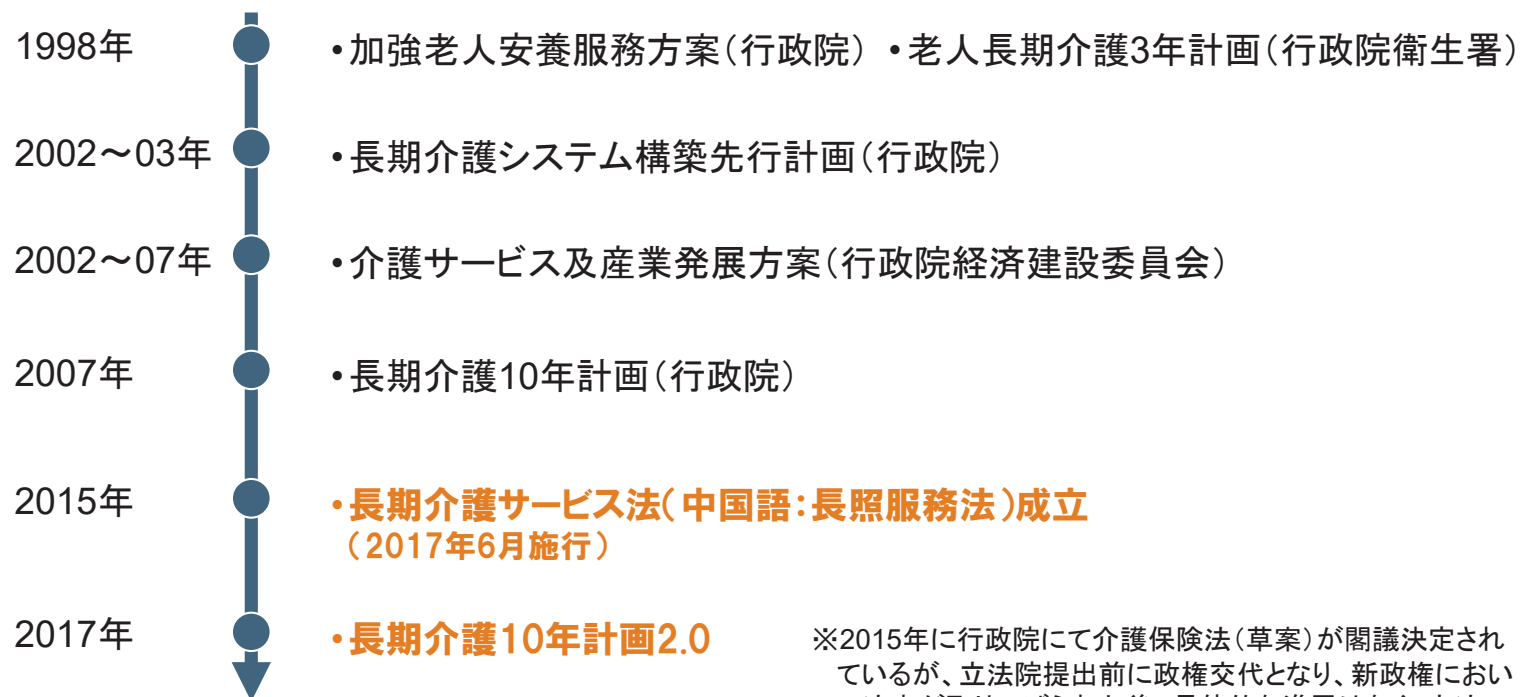 1998年 •加強老人安養服務方案（行政院） •老人長期介護3年計画（行政院衛生署）
2002～03年 •長期介護システム構築先行計画（行政院）
2002～07年 •介護サービス及産業発展方案（行政院経済建設委員会）
2007年 •長期介護10年計画（行政院）
2015年 •長期介護サービス法（中国語：長照服務法）成立
（2017年6月施行）
2017年 •長期介護10年計画2.0
※2015年に行政院にて介護保険法（草案）が閣議決定され
ているが、立法院提出前に政権交代となり、新政権におい